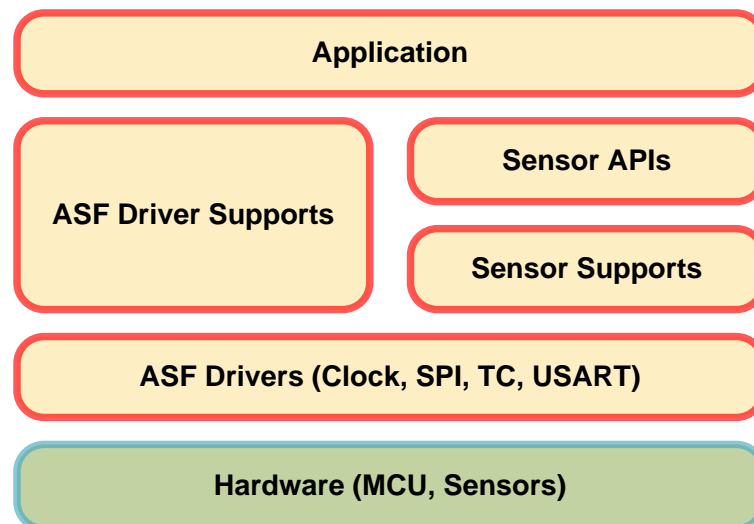 Application
ASF Driver Supports
Sensor APIs
Sensor Supports
ASF Drivers (Clock, SPI, TC, USART)
Hardware (MCU, Sensors)